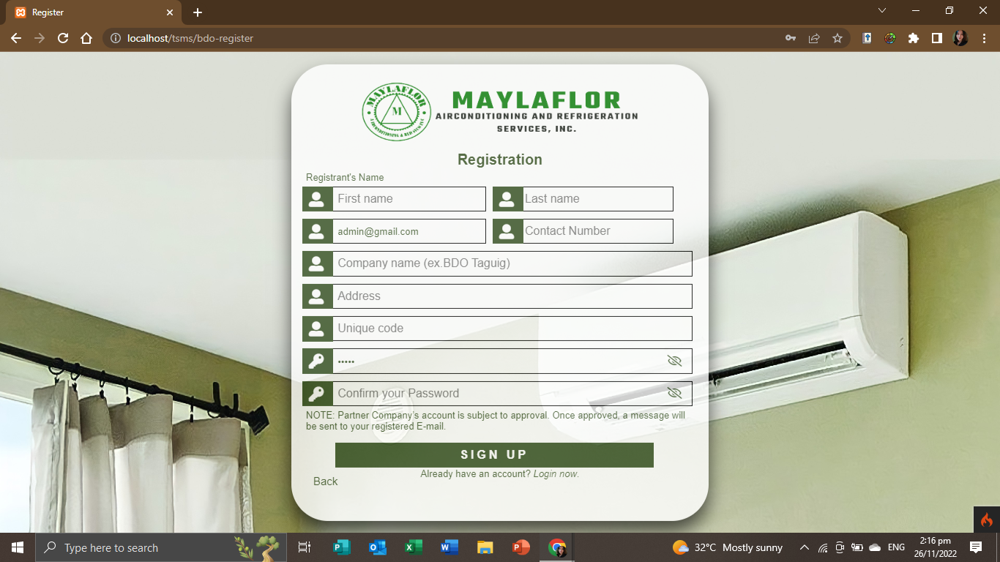 Register
localhost/tsms/bdo-register
MAYLAFLOR
M
MAYLAFLOR
AIRCONDITIONING AND REFRIGERATION
SERVICES, INC.
Registration
Registrant's Name
First name
Last name
admin@gmail.com
Contact Number
Company name (ex.BDO Taguig)
Address
Unique code
•••••
Confirm your Password
NOTE: Partner Company's account is subject to approval. Once approved, a message will
be sent to your registered E-mail.
SIGN UP
Already have an account? Login now.
Back
Type here to search
32°C Mostly sunny
ENG
2:16 pm
26/11/2022